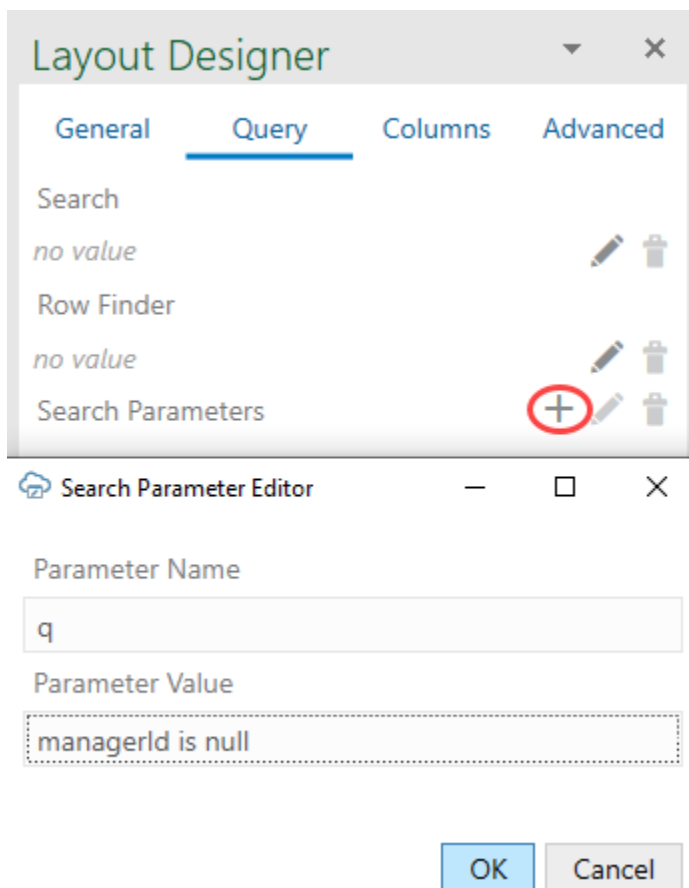 Layout Designer
General Query Columns Advanced
Search
no value
Row Finder
no value
Search Parameters
Search Parameter Editor
Parameter Name
q
Parameter Value
managerId is null
OK Cancel